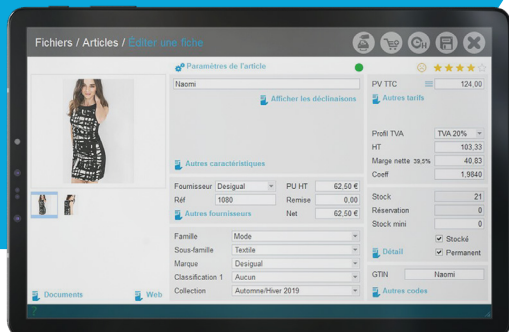 Fichiers / Articles / Éditer une fiche
Paramètres de l'article
Naomi
Afficher les déclinaisons
Autres caractéristiques
PV TTC 124,00
Autres tarifs
Profil TVA TVA 20%
HT 103,33
Marge nette 39,5% 40,83
Coeff 1,9840
Fournisseur Desigual PU HT 62,50 €
Réf 1080 Remise 0,00
Autres fournisseurs Net 62,50 €
Stock 21
Réservation 0
Stock mini 0
Stocké
Détail Permanent
Famille Mode
Sous-famille Textile
Marque Desigual
Classification 1 Aucun
Collection Automne/Hiver 2019
GTIN Naomi
Autres codes
Documents Web
?